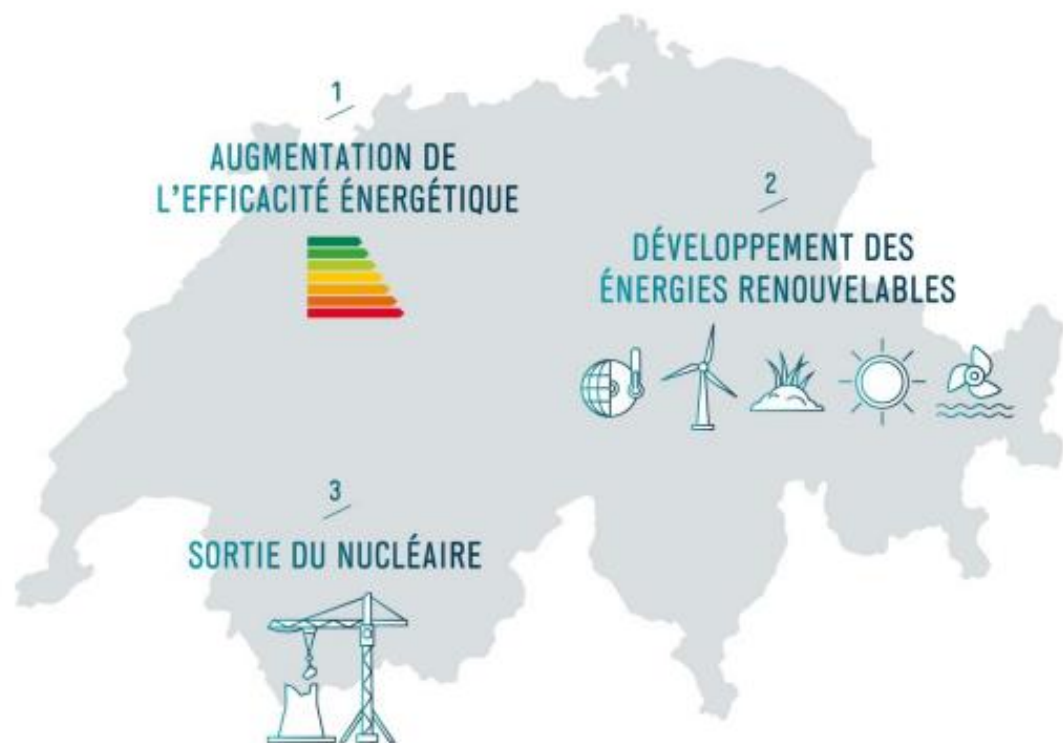 1
AUGMENTATION DE
L'EFFICACITÉ ÉNERGÉTIQUE
2
DÉVELOPPEMENT DES
ÉNERGIES RENOUVELABLES
3
SORTIE DU NUCLÉAIRE